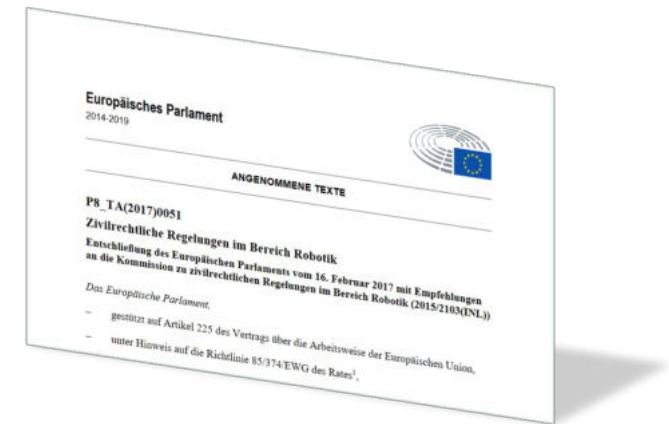 Europäisches Parlament
2014-2019
ANGENOMMENE TEXTE
P8_TA(2017)0051
Zivilrechtliche Regelungen im Bereich Robotik
Entschließung des Europäischen Parlaments vom 16. Februar 2017 mit Empfehlungen
an die Kommission zu zivilrechtlichen Regelungen im Bereich Robotik (2015/2103(INL))
Das Europäische Parlament,
– gestützt auf Artikel 225 des Vertrags über die Arbeitsweise der Europäischen Union,
– unter Hinweis auf die Richtlinie 85/374/EWG des Rates¹,